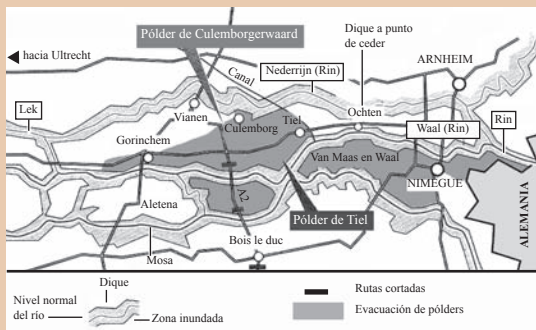 Pólder de Culemborgerwaard
Dique a punto
de ceder
hacia Ultrecht
Canal
Nederrijn (Rin)
ARNHEIM
Lek
Vianen
Culemborg
Tiel
Ochten
Waal (Rin)
Rin
Gorinchem
Van Maas en Waal
NIMEGUE
A2
Aletena
Pólder de Tiel
ALEMANIA
Bois le duc
Mosa
Dique
Nivel normal
del río
Zona inundada
Rutas cortadas
Evacuación de pólders